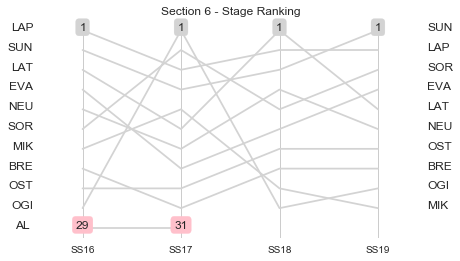 Section 6 - Stage Ranking
LAP 1 1 1 1 SUN
SUN LAP
LAT SOR
EVA EVA
NEU LAT
SOR NEU
MIK OST
BRE BRE
OST OGI
OGI MIK
AL 29 31
SS16 SS17 SS18 SS19